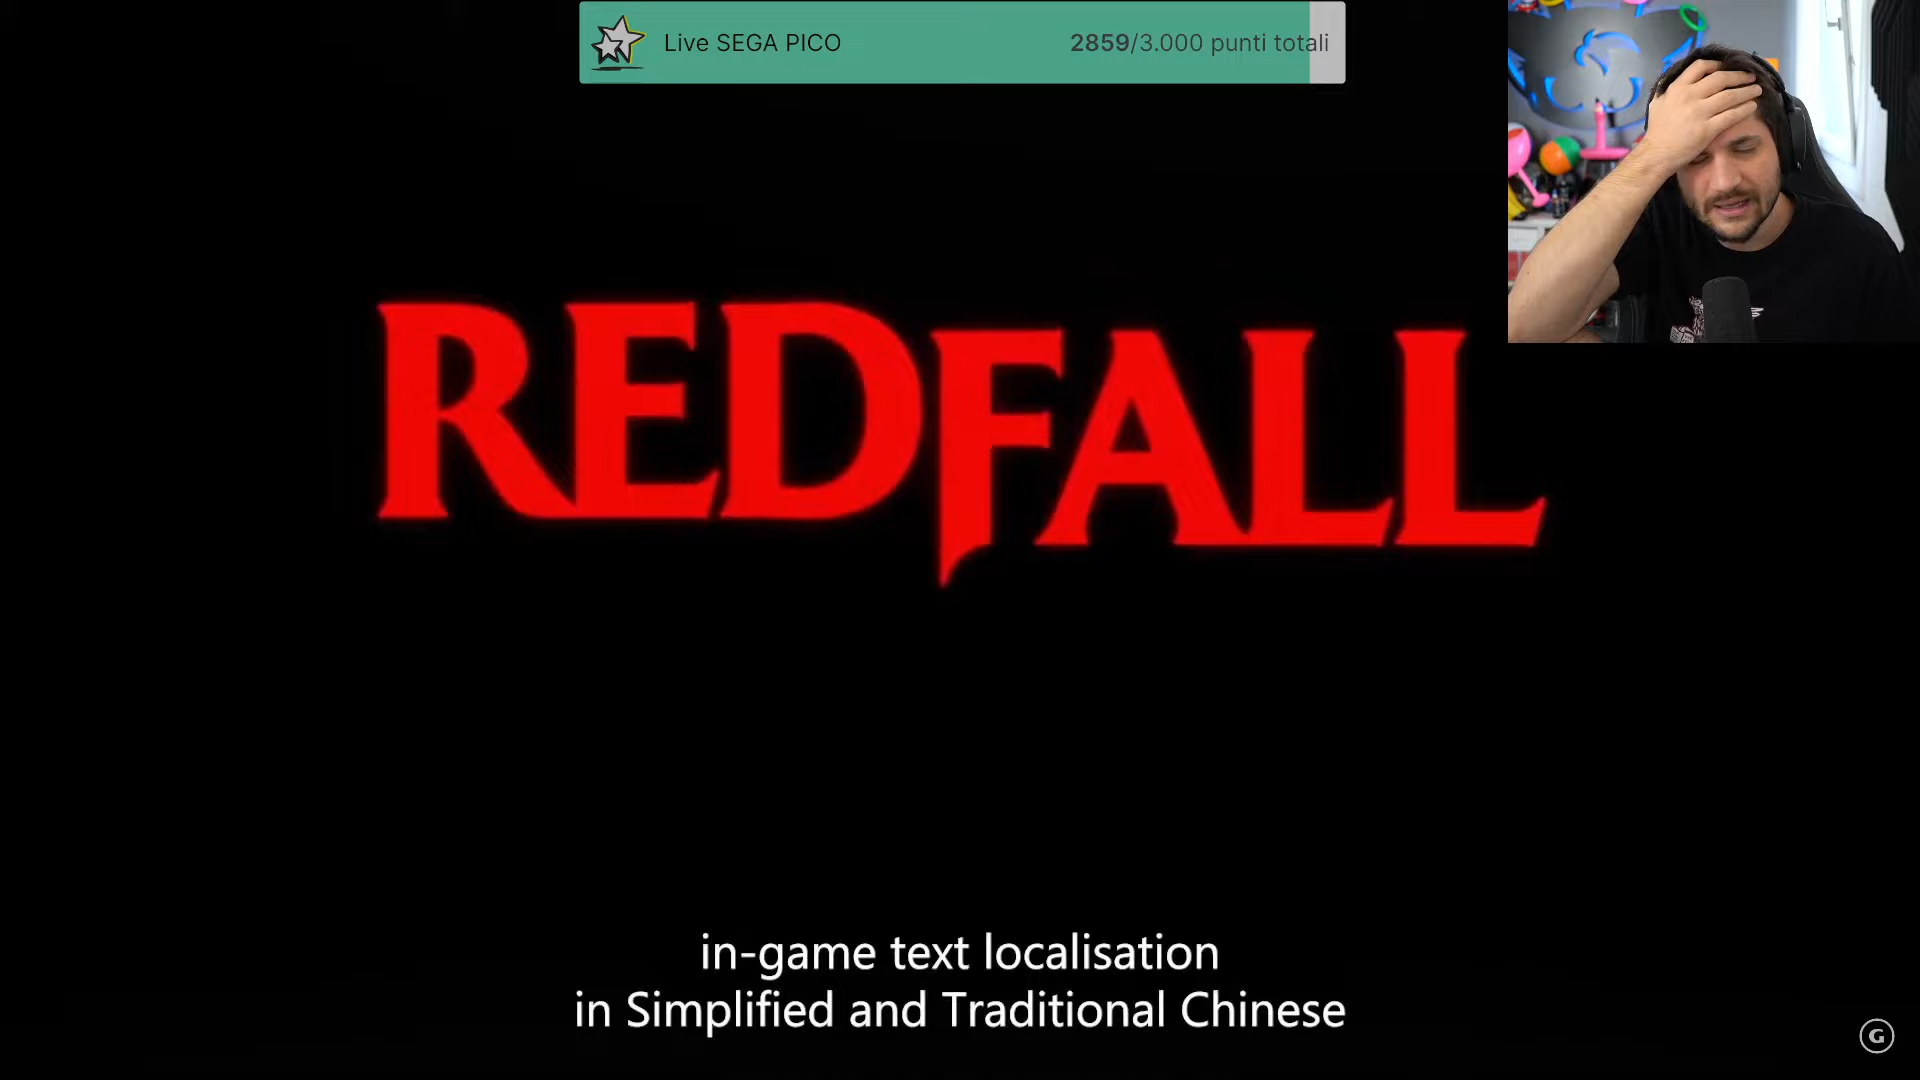 Live SEGA PICO 2859/3.000 punti totali
REDFALL
in-game text localisation
in Simplified and Traditional Chinese
G